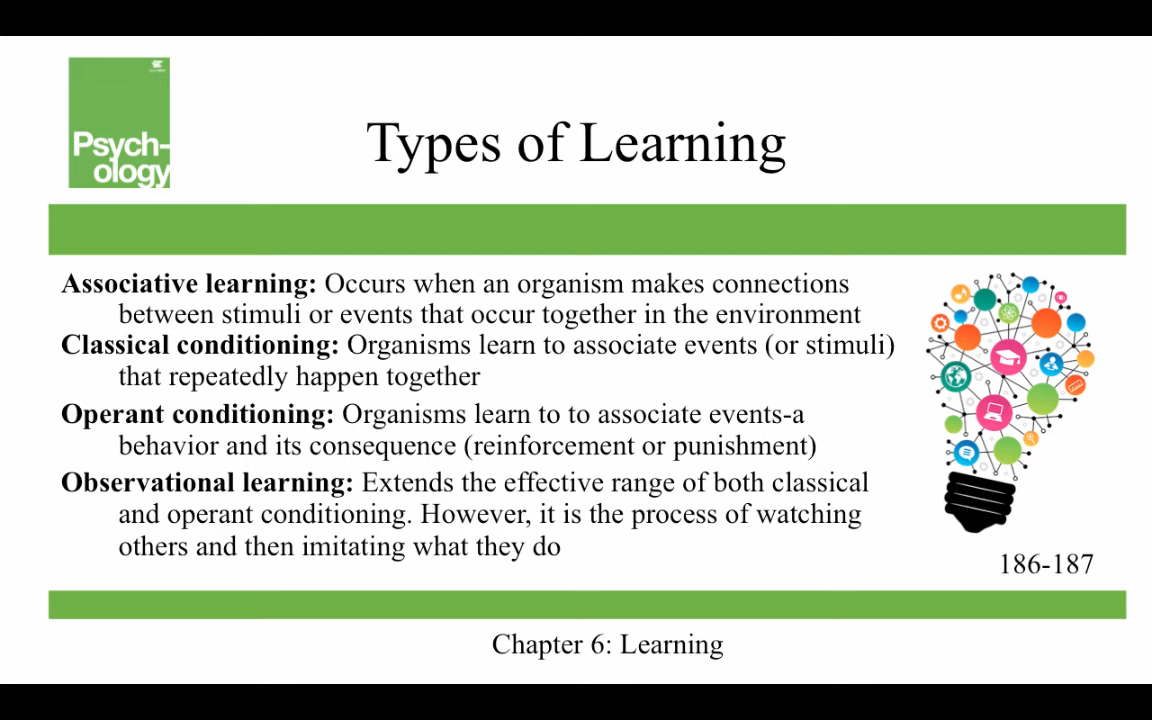 Psych-
ology
Types of Learning
Associative learning: Occurs when an organism makes connections
between stimuli or events that occur together in the environment
Classical conditioning: Organisms learn to associate events (or stimuli)
that repeatedly happen together
Operant conditioning: Organisms learn to to associate events-a
behavior and its consequence (reinforcement or punishment)
Observational learning: Extends the effective range of both classical
and operant conditioning. However, it is the process of watching
others and then imitating what they do
186-187
Chapter 6: Learning